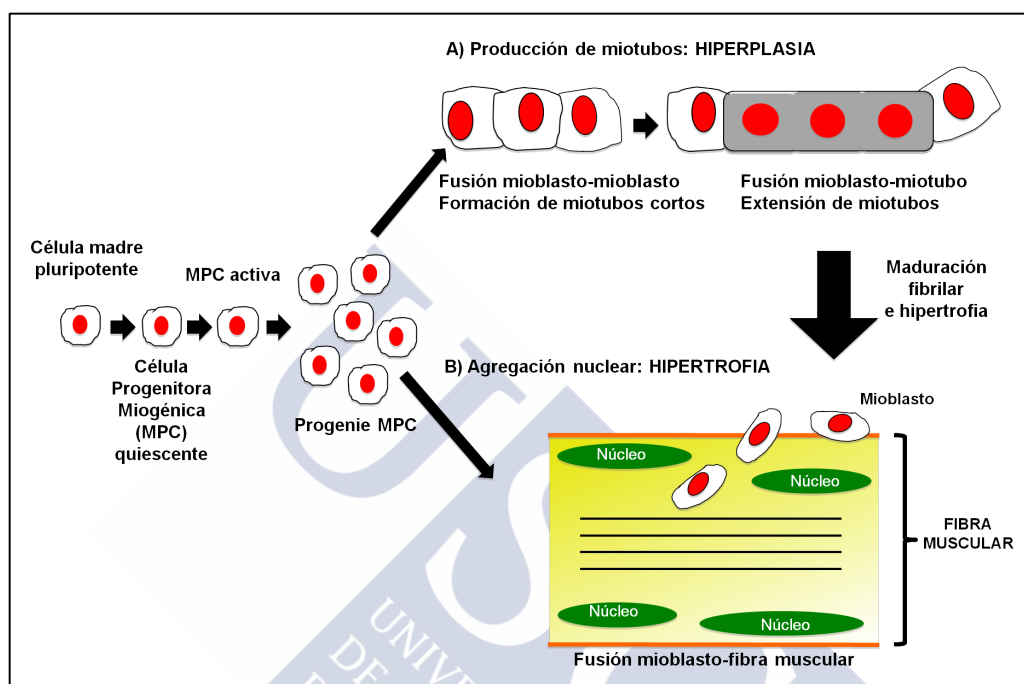 A) Producción de miotubos: HIPERPLASIA
Fusión mioblasto-mioblasto
Formación de miotubos cortos
Fusión mioblasto-miotubo
Extensión de miotubos
Célula madre
pluripotente
MPC activa
Célula
Progenitora
Miogénica
(MPC)
quiescente
Progenie MPC
Maduración
fibrilar
e hipertrofia
B) Agregación nuclear: HIPERTROFIA
Mioblasto
Núcleo
Núcleo
Núcleo
Núcleo
FIBRA
MUSCULAR
Fusión mioblasto-fibra muscular
DE